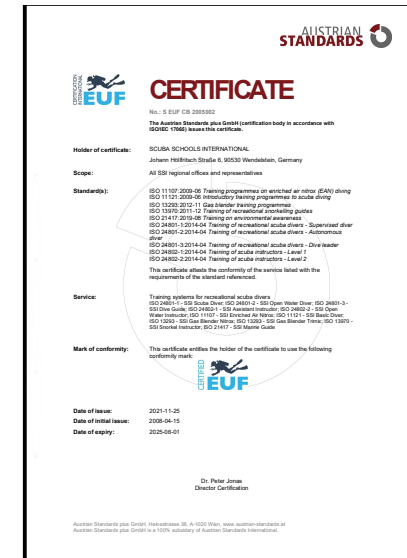 AUSTRIAN
STANDARDS
CERTIFICATION
INTERNATIONAL
EUF
CERTIFICATE
No.: S EUF CB 2005002
The Austrian Standards plus GmbH (certification body in accordance with
ISO/IEC 17065) issues this certificate.
Holder of certificate: SCUBA SCHOOLS INTERNATIONAL
Johann Höllfritsch Straße 6, 90530 Wendelstein, Germany
Scope: All SSI regional offices and representatives
Standard(s): ISO 11107:2009-06 Training programmes on enriched air nitrox (EAN) diving
ISO 11121:2009-06 Introductory training programmes to scuba diving
ISO 13293:2012-11 Gas blender training programmes
ISO 13970:2011-12 Training of recreational snorkelling guides
ISO 21417:2019-08 Training on environmental awareness
ISO 24801-1:2014-04 Training of recreational scuba divers - Supervised diver
ISO 24801-2:2014-04 Training of recreational scuba divers - Autonomous
diver
ISO 24801-3:2014-04 Training of recreational scuba divers - Dive leader
ISO 24802-1:2014-04 Training of scuba instructors - Level 1
ISO 24802-2:2014-04 Training of scuba instructors - Level 2
This certificate attests the conformity of the service listed with the
requirements of the standard referenced.
Service: Training systems for recreational scuba divers
ISO 24801-1 - SSI Scuba Diver; ISO 24801-2 - SSI Open Water Diver; ISO 24801-3 -
SSI Dive Guide; ISO 24802-1 - SSI Assistant Instructor; ISO 24802-2 - SSI Open
Water Instructor; ISO 11107 - SSI Enriched Air Nitrox; ISO 11121 - SSI Basic Diver;
ISO 13293 - SSI Gas Blender Nitrox; ISO 13293 - SSI Gas Blender Trimix; ISO 13970 -
SSI Snorkel Instructor; ISO 21417 - SSI Marine Guide
Mark of conformity: This certificate entitles the holder of the certificate to use the following
conformity mark:
CERTIFIED
EUF
Date of issue: 2021-11-25
Date of initial issue: 2008-04-15
Date of expiry: 2025-06-01
Dr. Peter Jonas
Director Certification
Austrian Standards plus GmbH, Heinestrasse 38, A-1020 Wien, www.austrian-standards.at
Austrian Standards plus GmbH is a 100% subsidiary of Austrian Standards International.